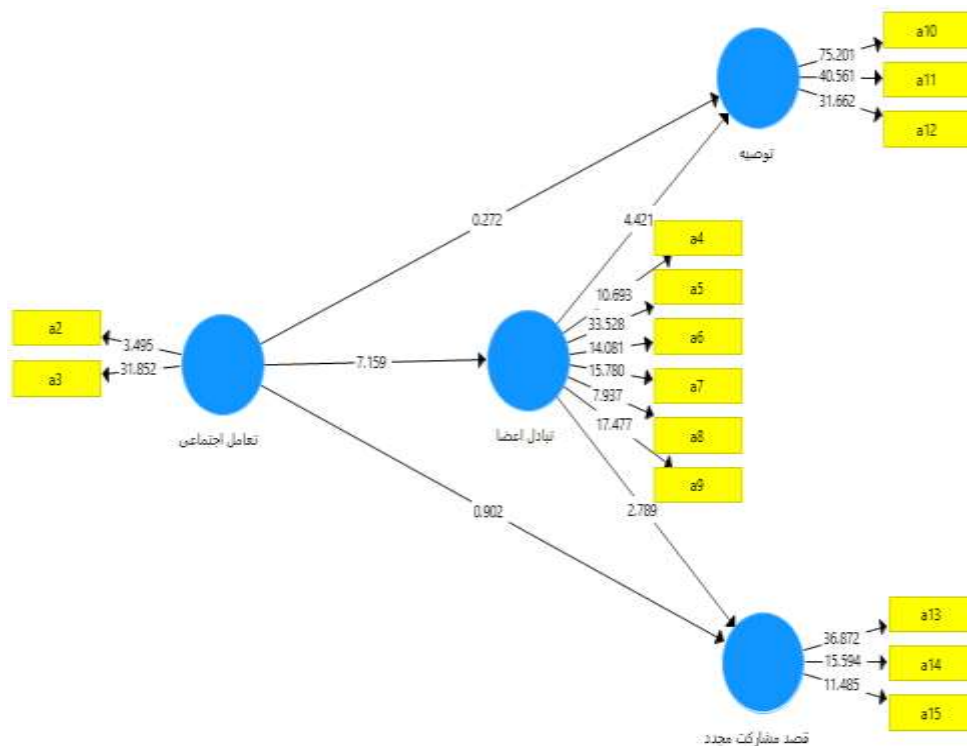 a10
75.201
40.561
a11
31.662
a12
توصیه
0.272
4.421
a4
10.693
a5
33.528
a2
3.495
14.081
a6
7.159
15.780
31.852
a3
a7
7.937
17.477
a8
تعامل اجتماعی
تبادل اعضا
a9
0.902
2.789
a13
36.872
15.594
a14
11.485
a15
قصد مشارکت مجدد